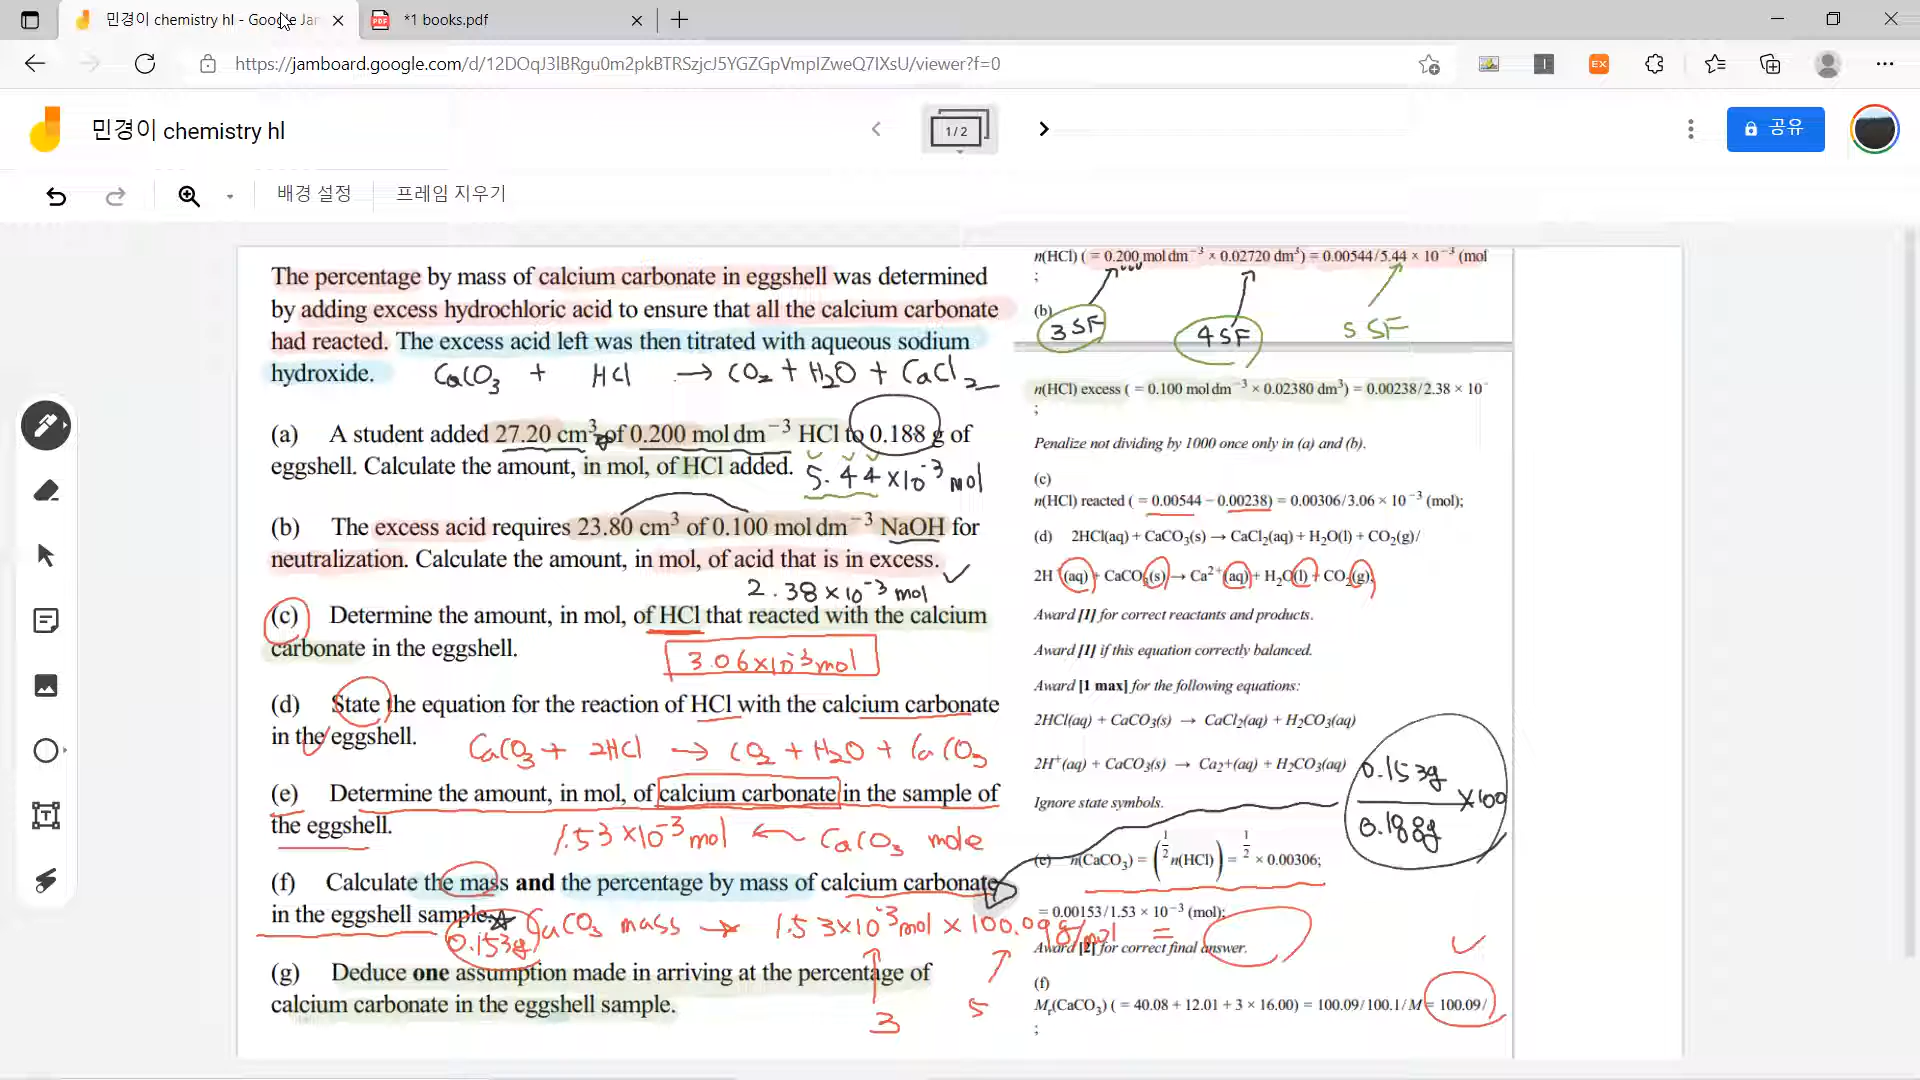 민경이 chemistry hl - Google Jar
*1 books.pdf
https://jamboard.google.com/d/12DOqJ3lBRgu0m2pkBTRSzjcJ5YGZGpVmpIZweQ7IXsU/viewer?f=0
EX
민경이 chemistry hl
1 / 2
공유
배경 설정
프레임 지우기
The percentage by mass of calcium carbonate in eggshell was determined
by adding excess hydrochloric acid to ensure that all the calcium carbonate
had reacted. The excess acid left was then titrated with aqueous sodium
hydroxide.
CaCO3 + HCl → CO2 + H2O + CaCl2
(a) A student added 27.20 cm³ of 0.200 mol dm⁻³ HCl to 0.188 g of
eggshell. Calculate the amount, in mol, of HCl added.
5.44×10⁻³ mol
(b) The excess acid requires 23.80 cm³ of 0.100 mol dm⁻³ NaOH for
neutralization. Calculate the amount, in mol, of acid that is in excess.
2.38×10⁻³ mol
(c) Determine the amount, in mol, of HCl that reacted with the calcium
carbonate in the eggshell.
3.06×10⁻³ mol
(d) State the equation for the reaction of HCl with the calcium carbonate
in the eggshell.
CaCO3 + 2HCl → CO2 + H2O + CaCO3
(e) Determine the amount, in mol, of calcium carbonate in the sample of
the eggshell.
1.53×10⁻³ mol ← CaCO3 mole
(f) Calculate the mass and the percentage by mass of calcium carbonate
in the eggshell sample.
CaCO3 mass → 1.53×10⁻³ mol × 100.09 g/mol =
0.153g
(g) Deduce one assumption made in arriving at the percentage of
calcium carbonate in the eggshell sample.
3
5
n(HCl) ( = 0.200 mol dm⁻³ × 0.02720 dm³) = 0.00544/5.44 × 10⁻³ (mol
;
(b)
3 SF
4 SF
5 SF
n(HCl) excess ( = 0.100 mol dm⁻³ × 0.02380 dm³) = 0.00238/2.38 × 10⁻
;
Penalize not dividing by 1000 once only in (a) and (b).
(c)
n(HCl) reacted ( = 0.00544 − 0.00238) = 0.00306/3.06 × 10⁻³ (mol);
(d) 2HCl(aq) + CaCO3(s) → CaCl2(aq) + H2O(l) + CO2(g)/
2H⁺(aq) + CaCO3(s) → Ca²⁺(aq) + H2O(l) + CO2(g);
Award [1] for correct reactants and products.
Award [1] if this equation correctly balanced.
Award [1 max] for the following equations:
2HCl(aq) + CaCO3(s) → CaCl2(aq) + H2CO3(aq)
2H⁺(aq) + CaCO3(s) → Ca2+(aq) + H2CO3(aq)
0.153g
×100
0.188g
Ignore state symbols.
(e) n(CaCO3) = (1/2 n(HCl)) = 1/2 × 0.00306;
= 0.00153/1.53 × 10⁻³ (mol);
Award [2] for correct final answer.
(f)
Mr(CaCO3) ( = 40.08 + 12.01 + 3 × 16.00) = 100.09/100.1/M = 100.09/
;